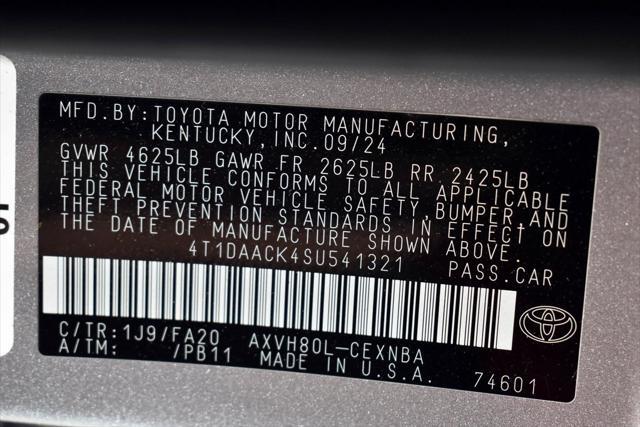 MFD.BY:TOYOTA MOTOR MANUFACTURING,
KENTUCKY,INC.09/24
GVWR 4625LB GAWR FR 2625LB RR 2425LB
THIS VEHICLE CONFORMS TO ALL APPLICABLE
FEDERAL MOTOR VEHICLE SAFETY,BUMPER,AND
THEFT PREVENTION STANDARDS IN EFFECT ON
THE DATE OF MANUFACTURE SHOWN ABOVE.
4T1DAACK4SU541321 PASS.CAR
C/TR:1J9/FA20 AXVH80L-CEXNBA
A/TM: /PB11 MADE IN U.S.A. 74601